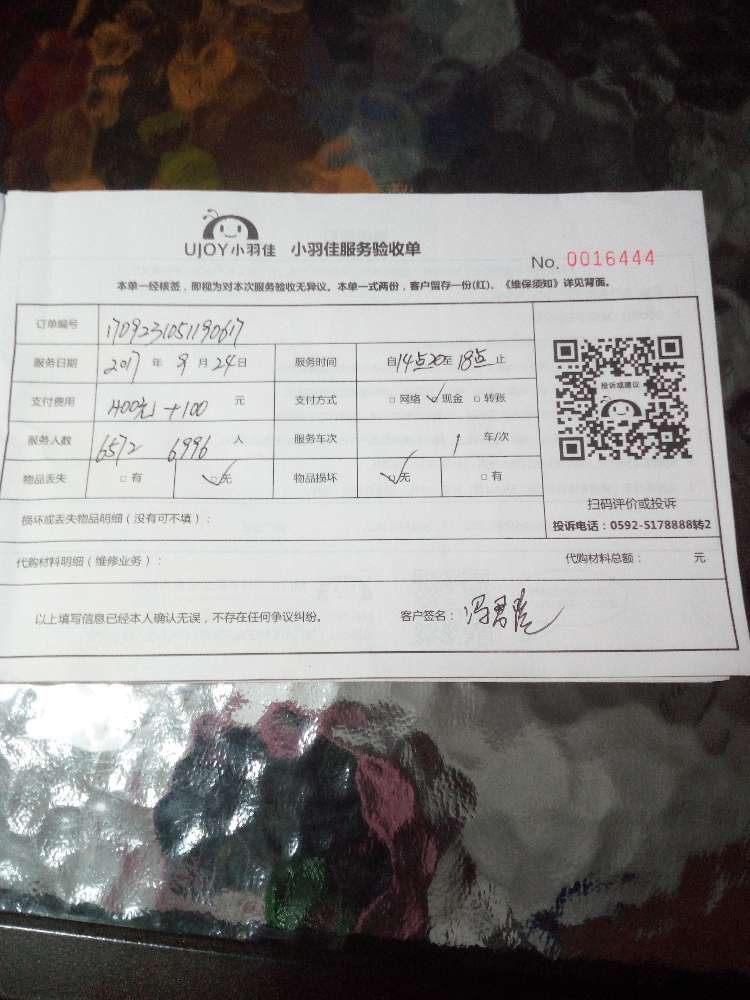 UJOY小羽佳 小羽佳服务验收单
No. 0016444
本单一经核签，即视为对本次服务验收无异议。本单一式两份，客户留存一份(红)、《维保须知》详见背面。
订单编号 1709231051190617
服务日期 2017 年 9 月 24 日 服务时间 自14点20至 18点 止
支付费用 400元 +100 元 支付方式 □ 网络 ✓ 现金 □ 转账
服务人数 6572 6996 人 服务车次 1 车/次
物品丢失 □ 有 ✓ 无 物品损坏 ✓ 无 □ 有
投诉或建议
扫码评价或投诉
投诉电话：0592-5178888转2
损坏或丢失物品明细（没有可不填）：
代购材料明细（维修业务）： 代购材料总额： 元
以上填写信息已经本人确认无误，不存在任何争议纠纷。 客户签名：冯君